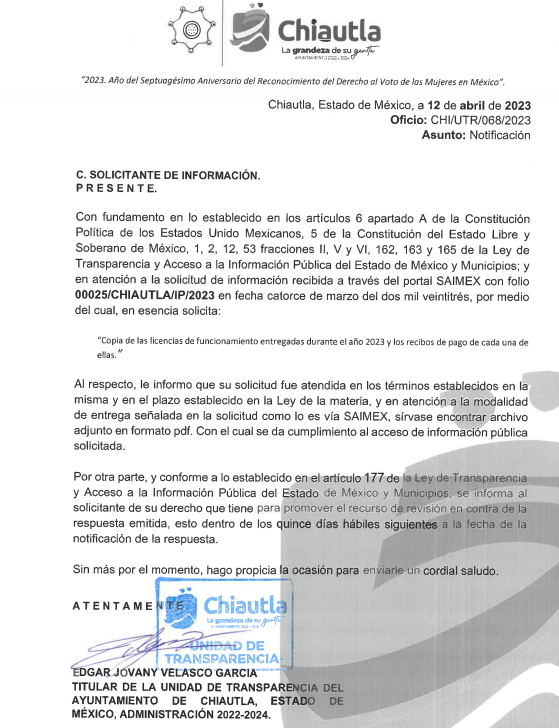 Chiautla
La grandeza de su gente
AYUNTAMIENTO 2022 - 2024
"2023. Año del Septuagésimo Aniversario del Reconocimiento del Derecho al Voto de las Mujeres en México".
Chiautla, Estado de México, a 12 de abril de 2023
Oficio: CHI/UTR/068/2023
Asunto: Notificación
C. SOLICITANTE DE INFORMACIÓN.
P R E S E N T E.
Con fundamento en lo establecido en los artículos 6 apartado A de la Constitución
Política de los Estados Unido Mexicanos, 5 de la Constitución del Estado Libre y
Soberano de México, 1, 2, 12, 53 fracciones II, V y VI, 162, 163 y 165 de la Ley de
Transparencia y Acceso a la Información Pública del Estado de México y Municipios; y
en atención a la solicitud de información recibida a través del portal SAIMEX con folio
00025/CHIAUTLA/IP/2023 en fecha catorce de marzo del dos mil veintitrés, por medio
del cual, en esencia solicita:
"Copia de las licencias de funcionamiento entregadas durante el año 2023 y los recibos de pago de cada una de
ellas."
Al respecto, le informo que su solicitud fue atendida en los términos establecidos en la
misma y en el plazo establecido en la Ley de la materia, y en atención a la modalidad
de entrega señalada en la solicitud como lo es vía SAIMEX, sírvase encontrar archivo
adjunto en formato pdf. Con el cual se da cumplimiento al acceso de información pública
solicitada.
Por otra parte, y conforme a lo establecido en el artículo 177 de la Ley de Transparencia
y Acceso a la Información Pública del Estado de México y Municipios, se informa al
solicitante de su derecho que tiene para promover el recurso de revisión en contra de la
respuesta emitida, esto dentro de los quince días hábiles siguientes a la fecha de la
notificación de la respuesta.
Sin más por el momento, hago propicia la ocasión para enviarle un cordial saludo.
A T E N T A M E N T E
Chiautla
La grandeza de su gente
UNIDAD DE
TRANSPARENCIA
EDGAR JOVANY VELASCO GARCIA
TITULAR DE LA UNIDAD DE TRANSPARENCIA DEL
AYUNTAMIENTO DE CHIAUTLA, ESTADO DE
MÉXICO, ADMINISTRACIÓN 2022-2024.